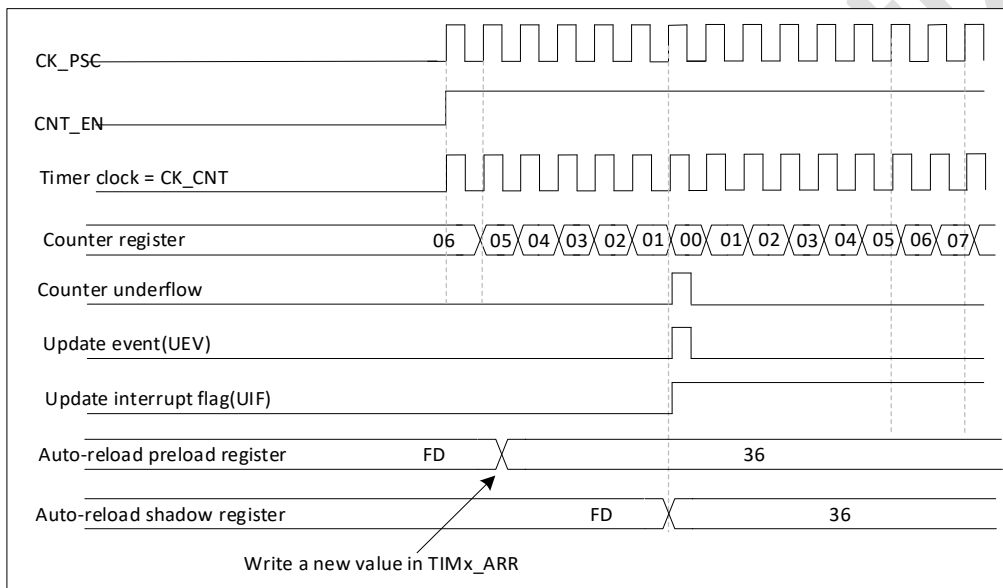 CK_PSC
CNT_EN
Timer clock = CK_CNT
Counter register 06 05 04 03 02 01 00 01 02 03 04 05 06 07
Counter underflow
Update event(UEV)
Update interrupt flag(UIF)
Auto-reload preload register FD 36
Auto-reload shadow register FD 36
Write a new value in TIMx_ARR